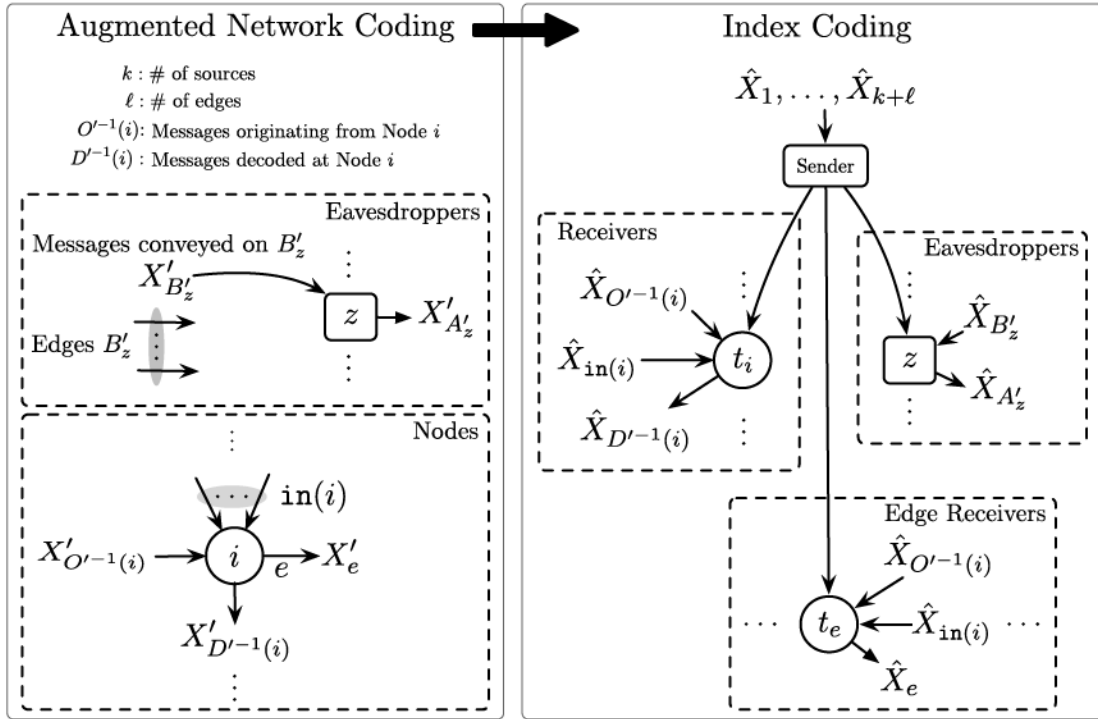 Augmented Network Coding
k : # of sources
ℓ : # of edges
O′⁻¹(i): Messages originating from Node i
D′⁻¹(i) : Messages decoded at Node i
Eavesdroppers
Messages conveyed on B′_z
X′_{B′_z}
z
X′_{A′_z}
Edges B′_z
Nodes
in(i)
X′_{O′⁻¹(i)}
i
e
X′_e
X′_{D′⁻¹(i)}
Index Coding
X̂_1, . . . , X̂_{k+ℓ}
Sender
Receivers
X̂_{O′⁻¹(i)}
X̂_{in(i)}
t_i
X̂_{D′⁻¹(i)}
Eavesdroppers
X̂_{B′_z}
z
X̂_{A′_z}
Edge Receivers
X̂_{O′⁻¹(i)}
t_e
X̂_{in(i)}
X̂_e